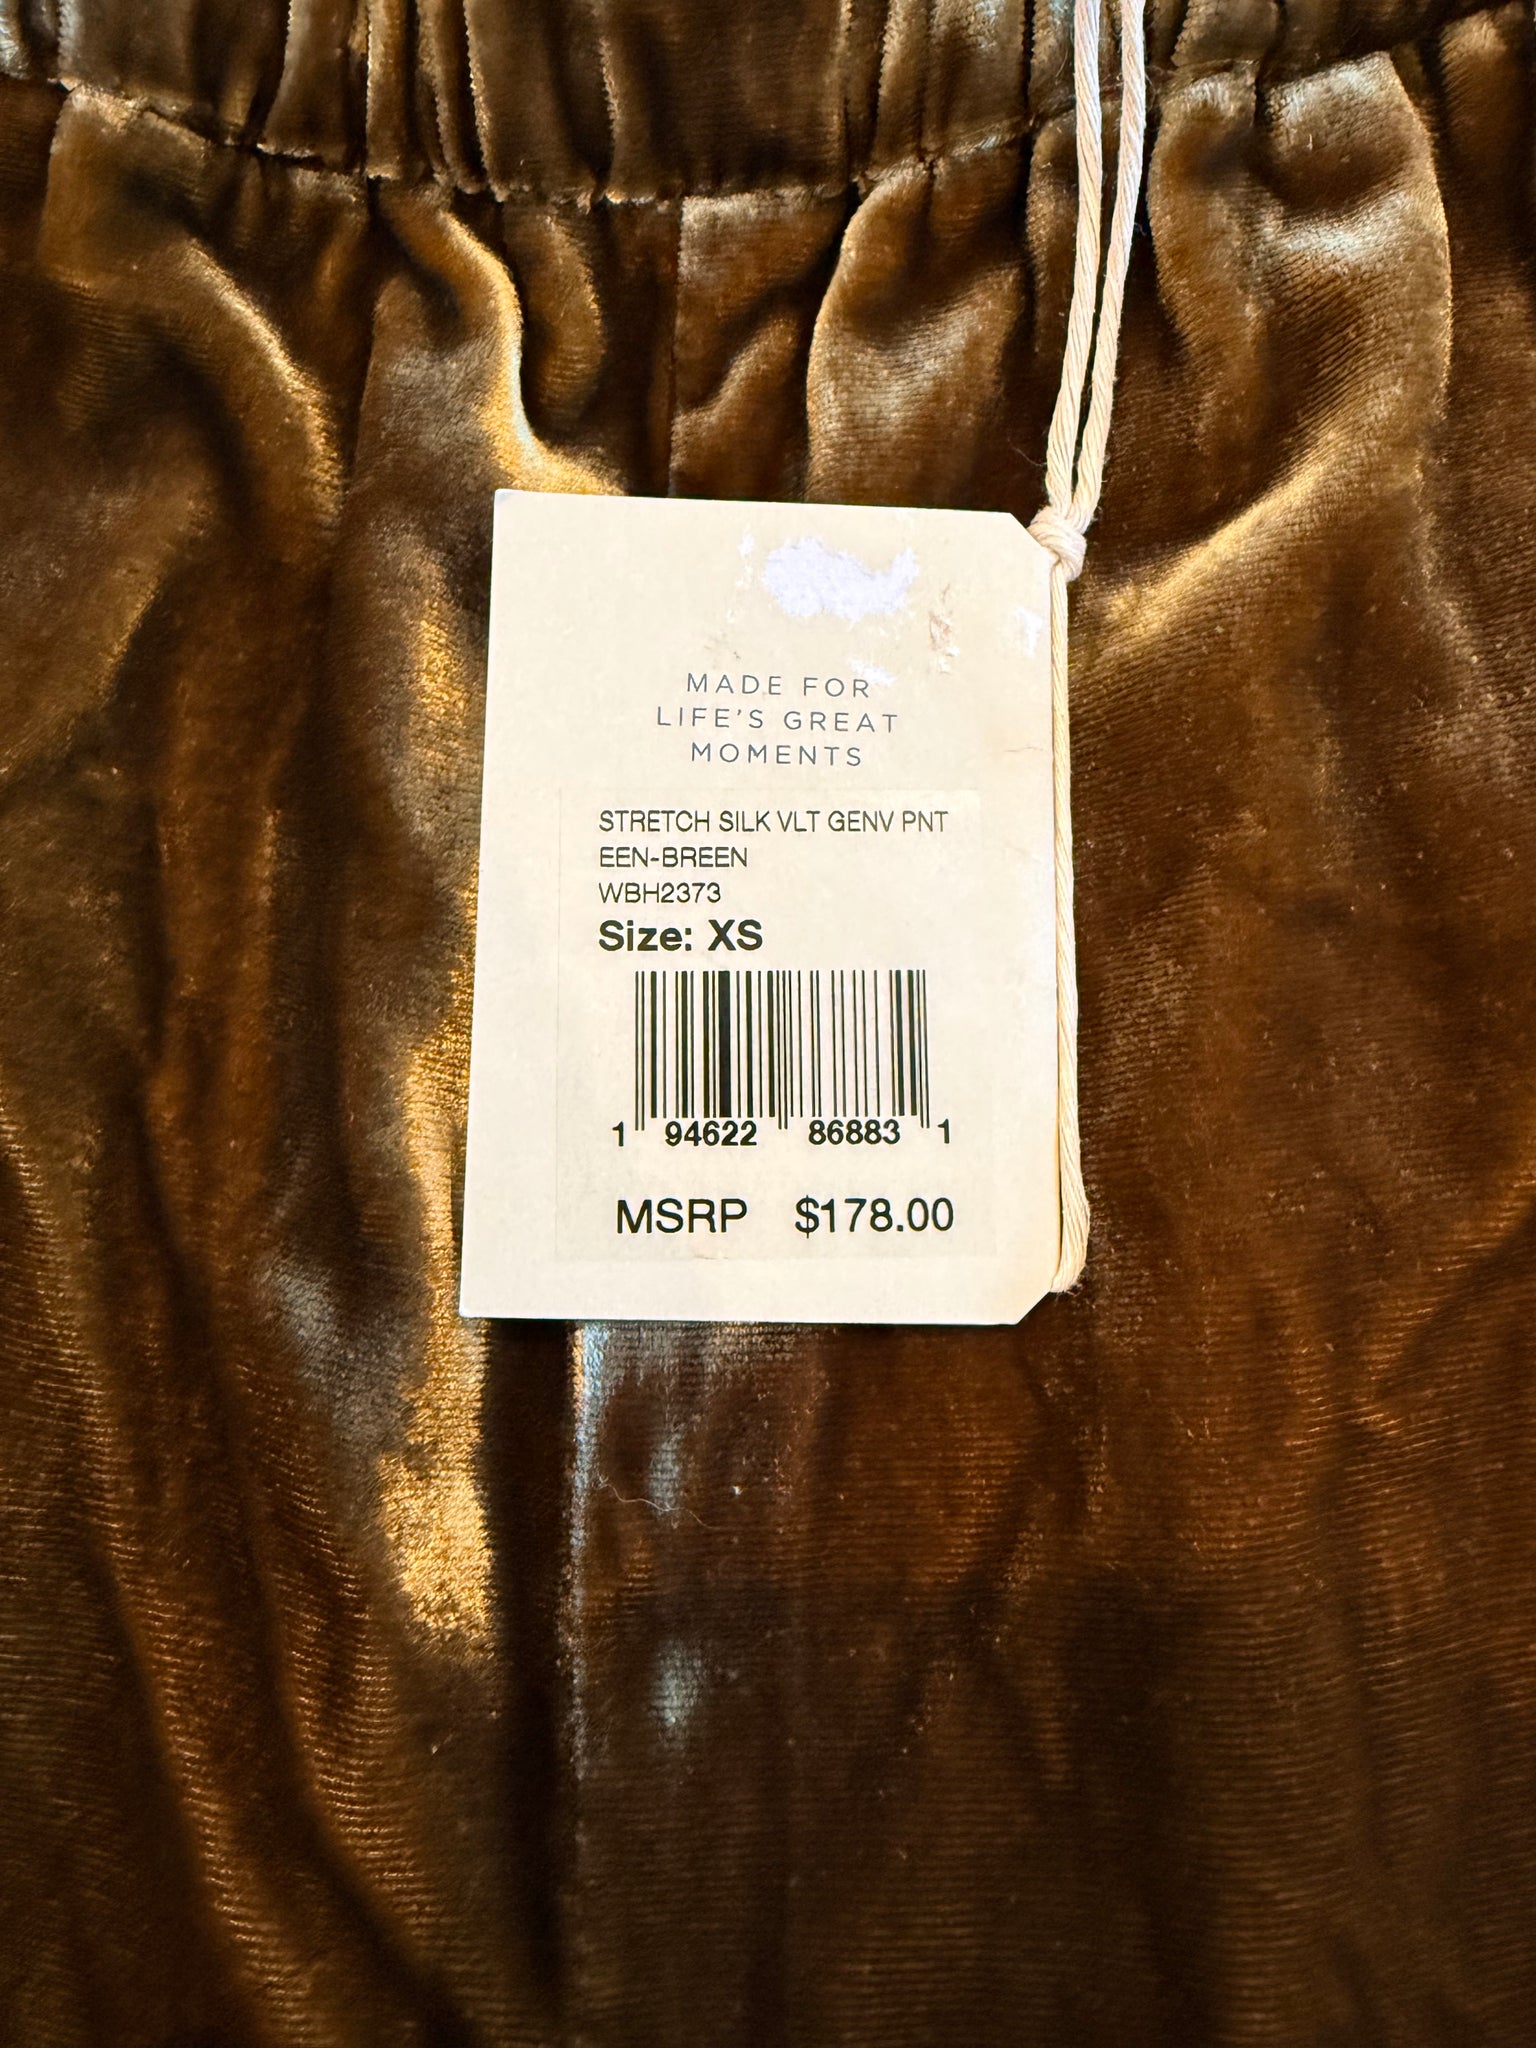 MADE FOR
LIFE'S GREAT
MOMENTS
STRETCH SILK VLT GENV PNT
EEN-BREEN
WBH2373
Size: XS
1 94622 86883 1
MSRP $178.00